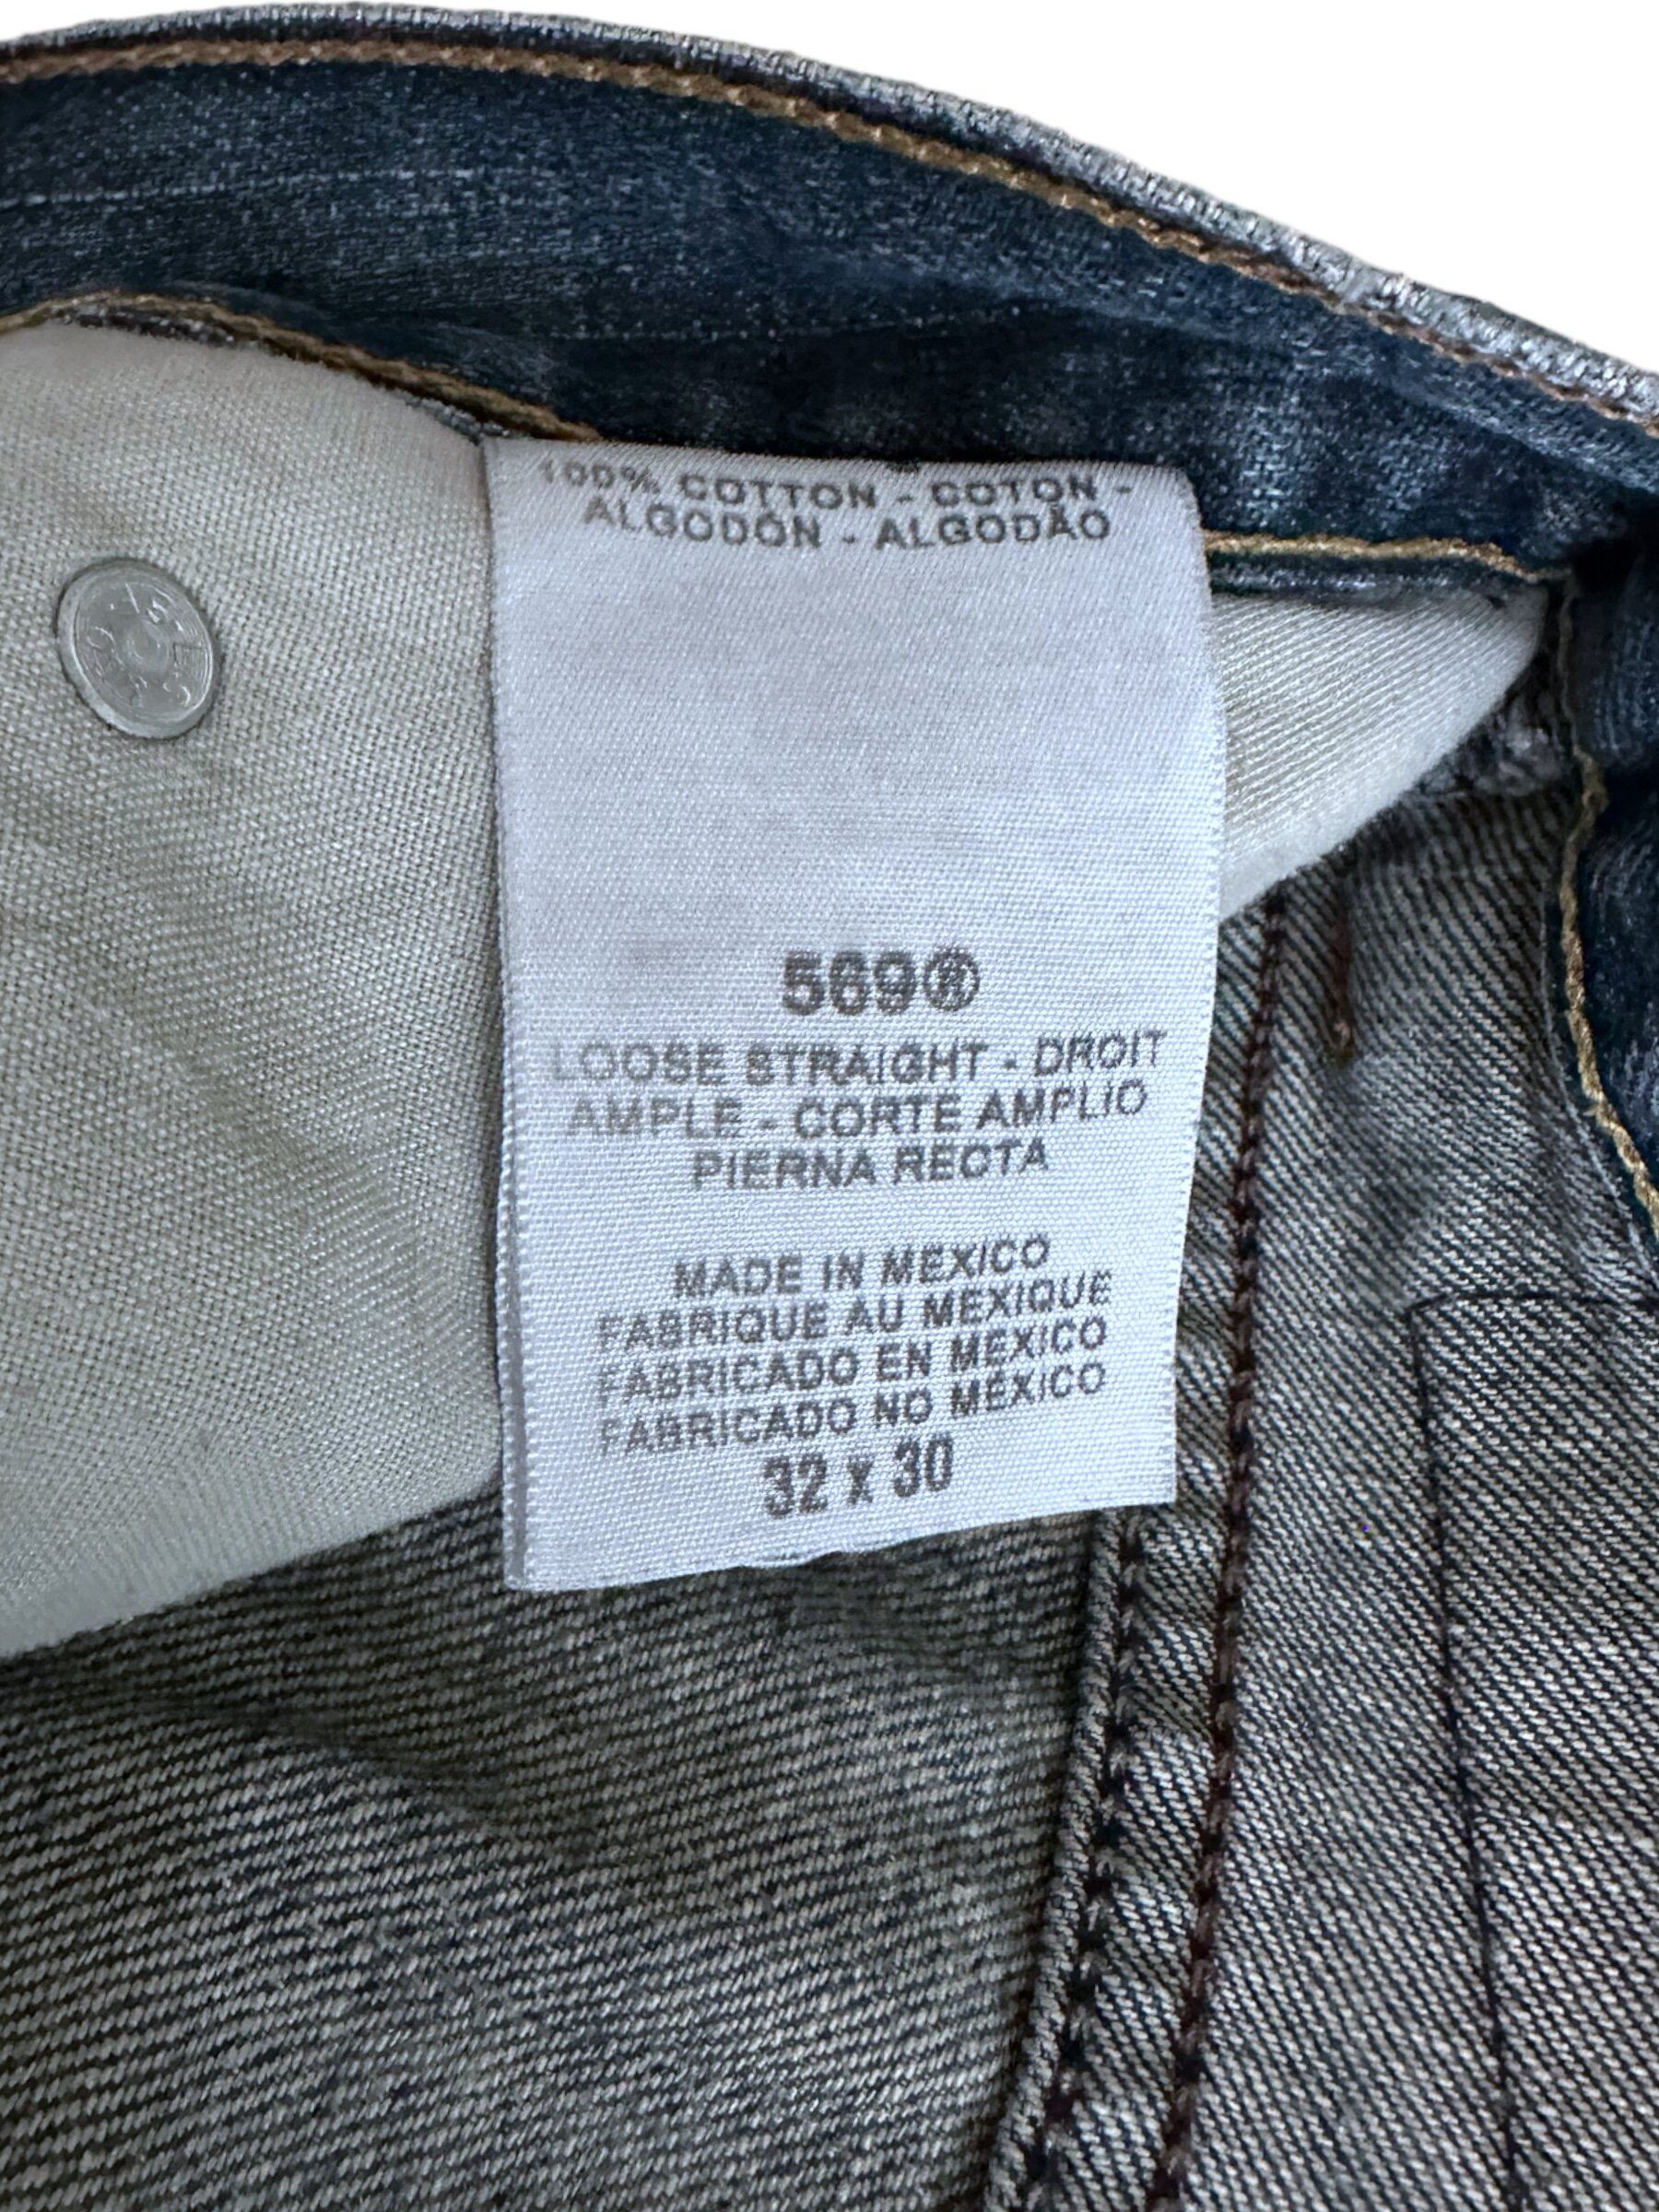 100% COTTON - COTON -
ALGODÓN - ALGODÃO
569®
LOOSE STRAIGHT - DROIT
AMPLE - CORTE AMPLIO
PIERNA RECTA
MADE IN MEXICO
FABRIQUE AU MEXIQUE
FABRICADO EN MEXICO
FABRICADO NO MÉXICO
32 x 30